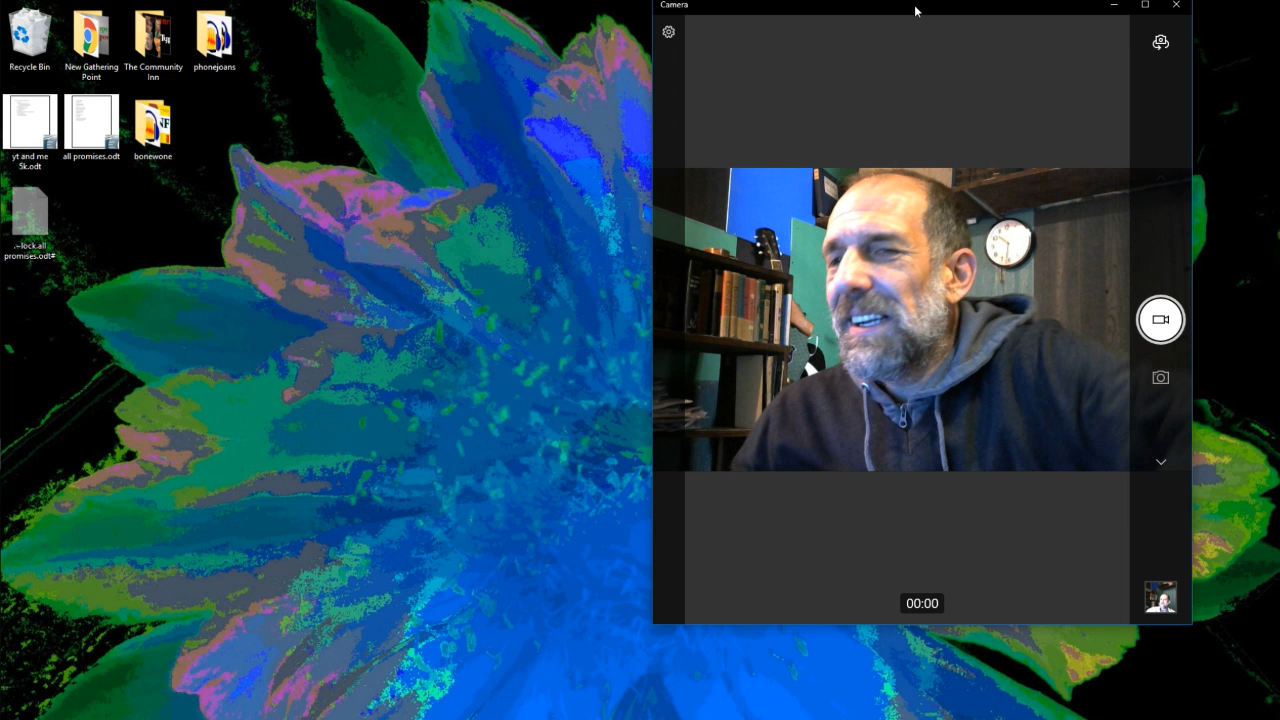 Camera
Recycle Bin
New Gathering
Point
The Community
Inn
phonejoans
yt and me
5k.odt
all promises.odt
bonewone
.~lock.all
promises.odt#
00:00